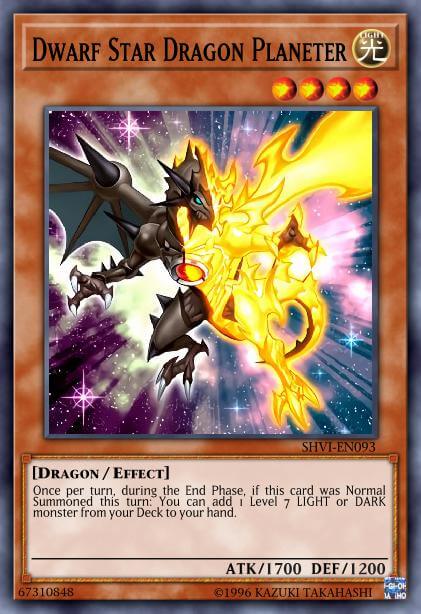 Dwarf Star Dragon Planeter
LIGHT
光
SHVI-EN093
[Dragon / Effect]
Once per turn, during the End Phase, if this card was Normal
Summoned this turn: You can add 1 Level 7 LIGHT or DARK
monster from your Deck to your hand.
ATK/1700 DEF/1200
67310848
©1996 KAZUKI TAKAHASHI